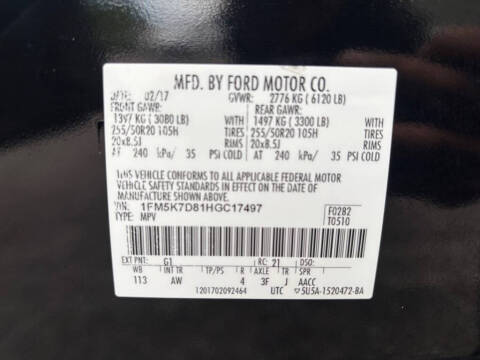 MFD. BY FORD MOTOR CO.
DATE: 02/17 GVWR: 2776 KG (6120 LB)
FRONT GAWR: REAR GAWR:
KG (3080 LB) WITH 1497 KG (3300 LB) WITH
255/50R20 105H TIRES 255/50R20 105H TIRES
20x8.5J RIMS 20x8.5J RIMS
AT 240 kPa/ 35 PSI COLD AT 240 kPa/ 35 PSI COLD
THIS VEHICLE CONFORMS TO ALL APPLICABLE FEDERAL MOTOR
VEHICLE SAFETY STANDARDS IN EFFECT ON THE DATE OF
MANUFACTURE SHOWN ABOVE.
VIN: 1FM5K7D81HGC17497 F0282
TYPE: MPV T0510
EXT PNT: G1 RC: 21 DSO:
WB INT TR TP/PS R AXLE TR SPR
113 AW 4 3F J AACC
1201702092464 UTC 5U5A-1520472-BA